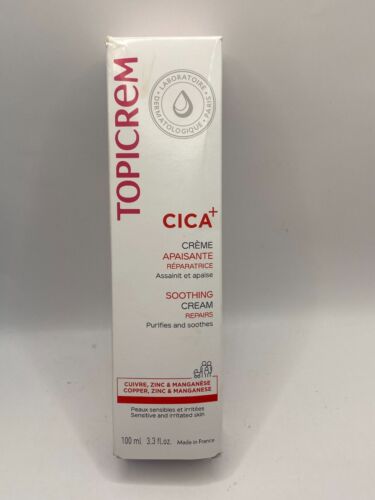 TOPICREM
LABORATOIRE
DERMATOLOGIQUE • PARIS
CICA+
CRÈME
APAISANTE
RÉPARATRICE
Assainit et apaise
SOOTHING
CREAM
REPAIRS
Purifies and soothes
CUIVRE, ZINC & MANGANÈSE
COPPER, ZINC & MANGANESE
Peaux sensibles et irritées
Sensitive and irritated skin
100 ml 3.3 fl.oz. Made in France